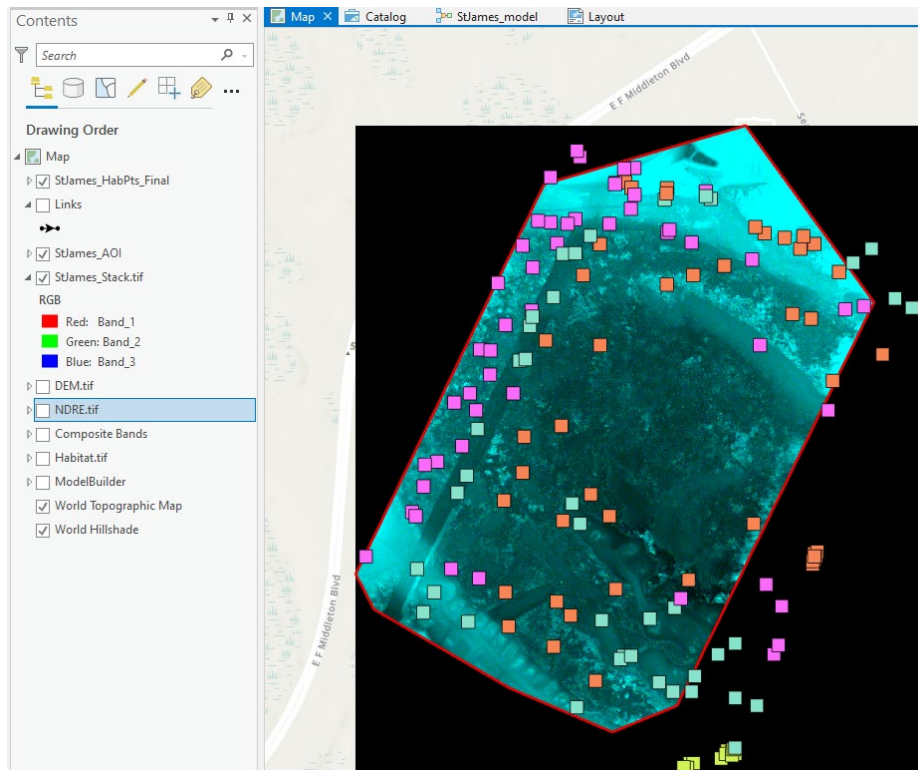 Contents
Search
Drawing Order
Map
StJames_HabPts_Final
Links
StJames_AOI
StJames_Stack.tif
RGB
Red: Band_1
Green: Band_2
Blue: Band_3
DEM.tif
NDRE.tif
Composite Bands
Habitat.tif
ModelBuilder
World Topographic Map
World Hillshade
Map
Catalog
StJames_model
Layout
E F Middleton Blvd
E F Middleton Blvd